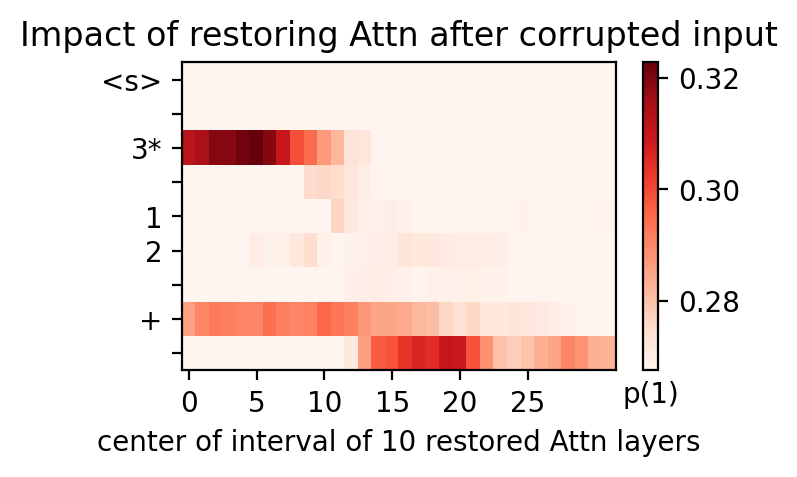 Impact of restoring Attn after corrupted input
<s>
3*
1
2
+
0 5 10 15 20 25
center of interval of 10 restored Attn layers
0.32
0.30
0.28
p(1)